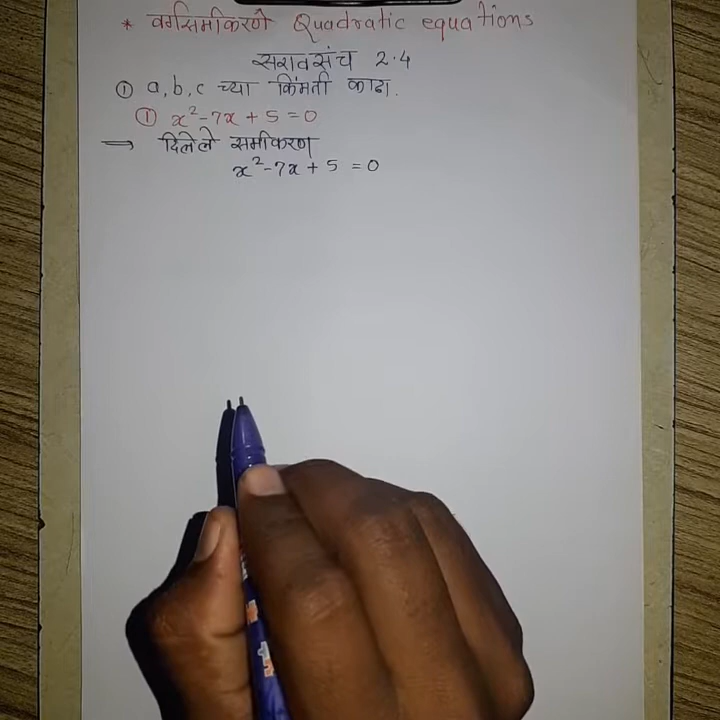 * वर्गसमीकरणे Quadratic equations
सरावसंच 2.4
① a, b, c च्या किंमती काढा.
① x²-7x+5=0
→ दिलेले समीकरण
x²-7x+5=0